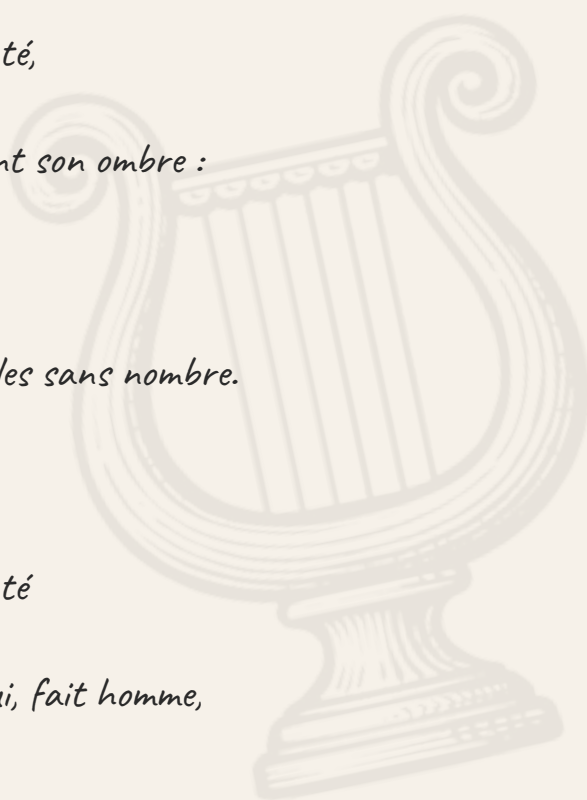 té,
nt son ombre :
les sans nombre.
té
i, fait homme,